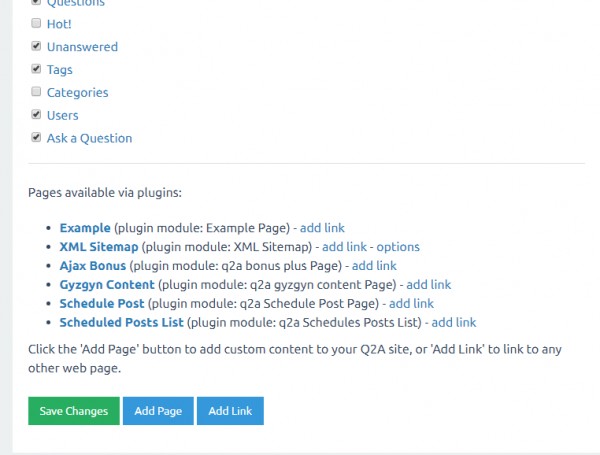 Questions
Hot!
Unanswered
Tags
Categories
Users
Ask a Question
Pages available via plugins:
Example (plugin module: Example Page) - add link
XML Sitemap (plugin module: XML Sitemap) - add link - options
Ajax Bonus (plugin module: q2a bonus plus Page) - add link
Gyzgyn Content (plugin module: q2a gyzgyn content Page) - add link
Schedule Post (plugin module: q2a Schedule Post Page) - add link
Scheduled Posts List (plugin module: q2a Schedules Posts List) - add link
Click the 'Add Page' button to add custom content to your Q2A site, or 'Add Link' to link to any
other web page.
Save Changes Add Page Add Link